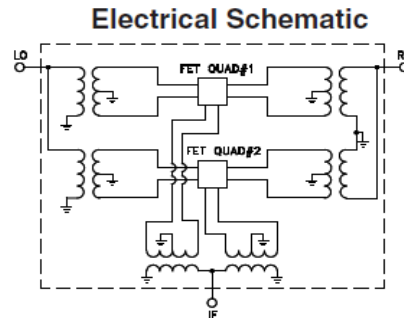 Electrical Schematic
LO
R
FET QUAD#1
FET QUAD#2
IF